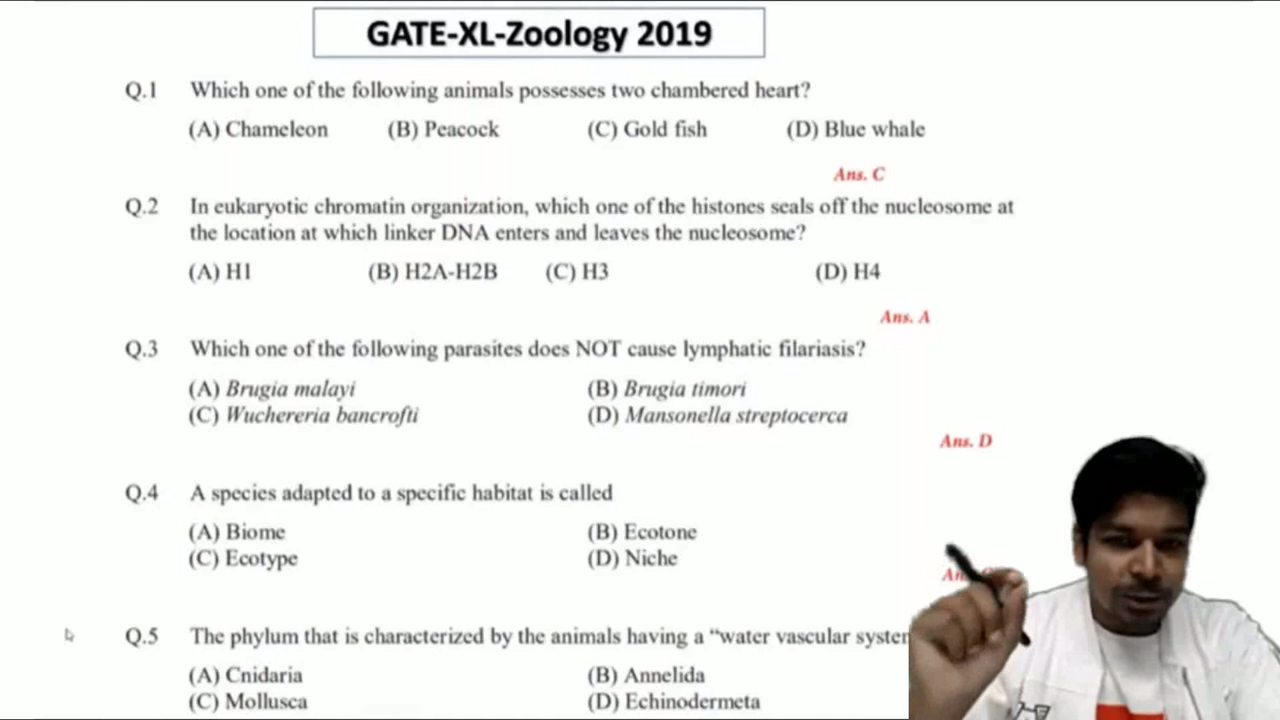 GATE-XL-Zoology 2019
Q.1 Which one of the following animals possesses two chambered heart?
(A) Chameleon (B) Peacock (C) Gold fish (D) Blue whale
Ans. C
Q.2 In eukaryotic chromatin organization, which one of the histones seals off the nucleosome at
the location at which linker DNA enters and leaves the nucleosome?
(A) H1 (B) H2A-H2B (C) H3 (D) H4
Ans. A
Q.3 Which one of the following parasites does NOT cause lymphatic filariasis?
(A) Brugia malayi (B) Brugia timori
(C) Wuchereria bancrofti (D) Mansonella streptocerca
Ans. D
Q.4 A species adapted to a specific habitat is called
(A) Biome (B) Ecotone
(C) Ecotype (D) Niche
Q.5 The phylum that is characterized by the animals having a “water vascular system
(A) Cnidaria (B) Annelida
(C) Mollusca (D) Echinodermeta